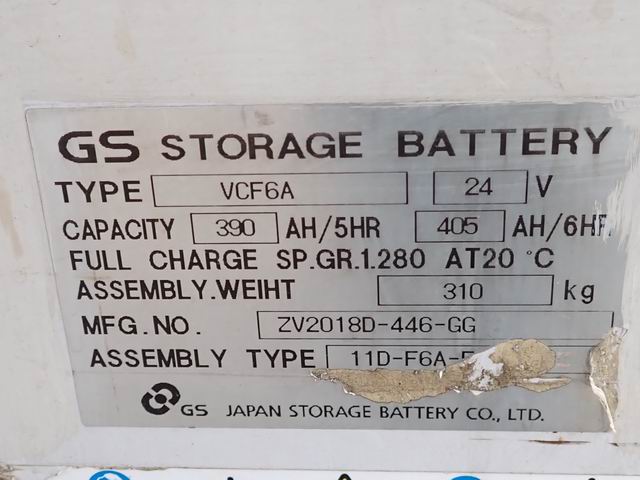 GS STORAGE BATTERY
TYPE VCF6A 24 V
CAPACITY 390 AH/5HR 405 AH/6HR
FULL CHARGE SP.GR.1.280 AT20 °C
ASSEMBLY.WEIHT 310 kg
MFG.NO. ZV2018D-446-GG
ASSEMBLY TYPE 11D-F6A-
GS JAPAN STORAGE BATTERY CO., LTD.